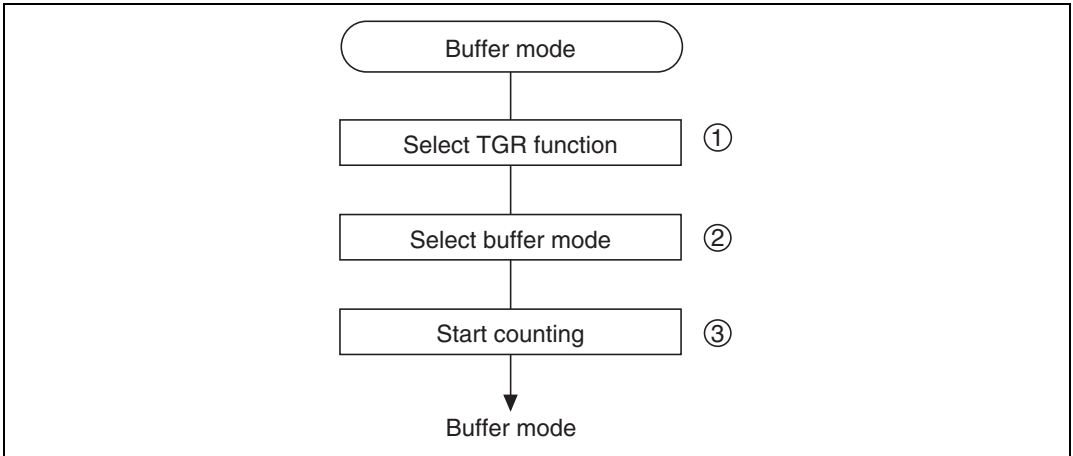 Buffer mode
Select TGR function ①
Select buffer mode ②
Start counting ③
Buffer mode